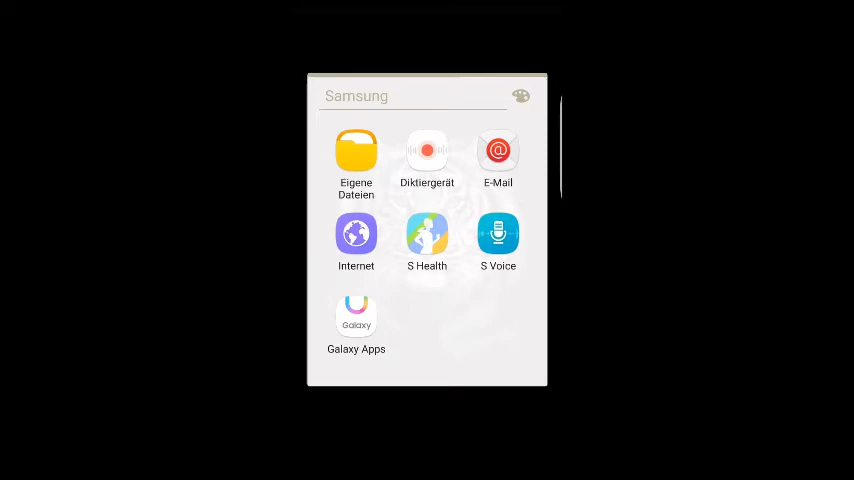 Samsung
Eigene
Dateien
Diktiergerät
@
E-Mail
Internet
S Health
S Voice
Galaxy
Galaxy Apps